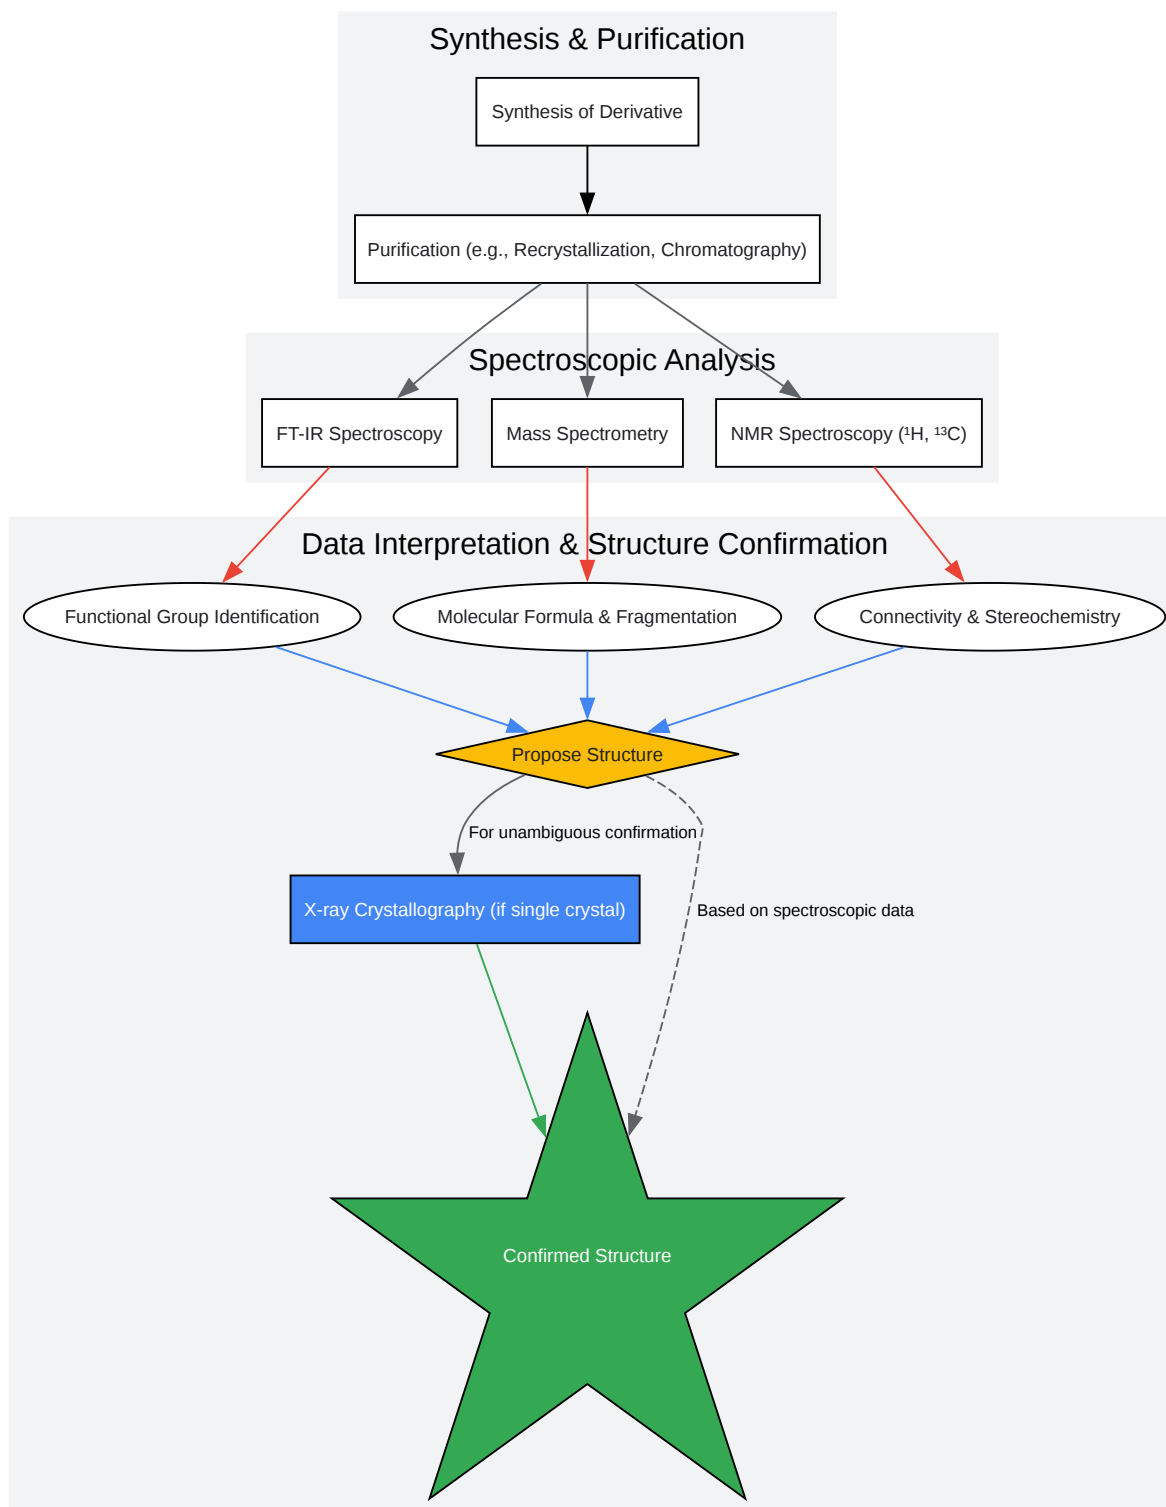 Synthesis & Purification
Synthesis of Derivative
Purification (e.g., Recrystallization, Chromatography)
Spectroscopic Analysis
FT-IR Spectroscopy
Mass Spectrometry
NMR Spectroscopy (¹H, ¹³C)
Data Interpretation & Structure Confirmation
Functional Group Identification
Molecular Formula & Fragmentation
Connectivity & Stereochemistry
Propose Structure
For unambiguous confirmation
X-ray Crystallography (if single crystal)
Based on spectroscopic data
Confirmed Structure